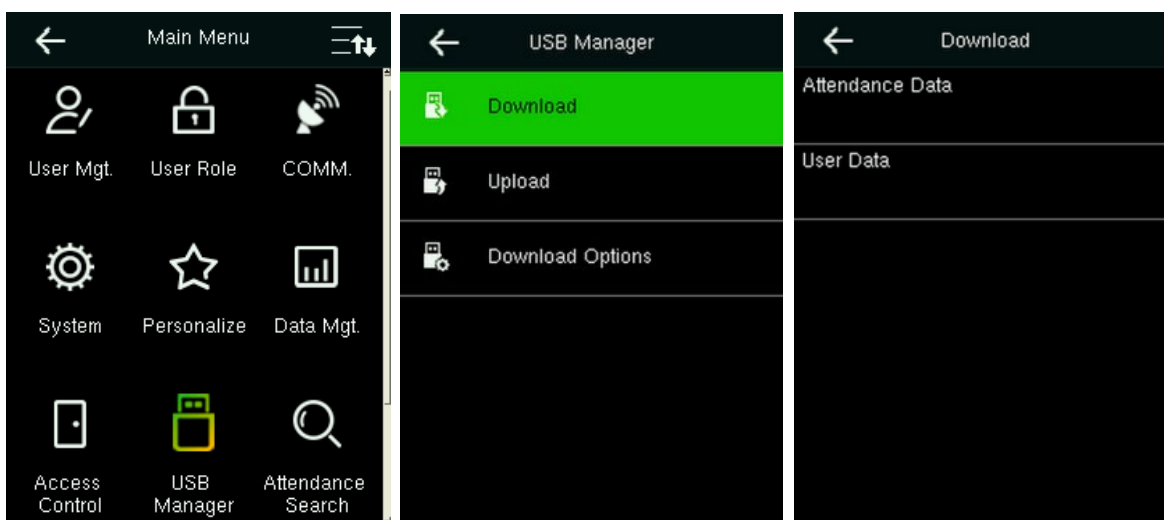 Main Menu
User Mgt.
User Role
COMM.
System
Personalize
Data Mgt.
Access
Control
USB
Manager
Attendance
Search
USB Manager
Download
Upload
Download Options
Download
Attendance Data
User Data